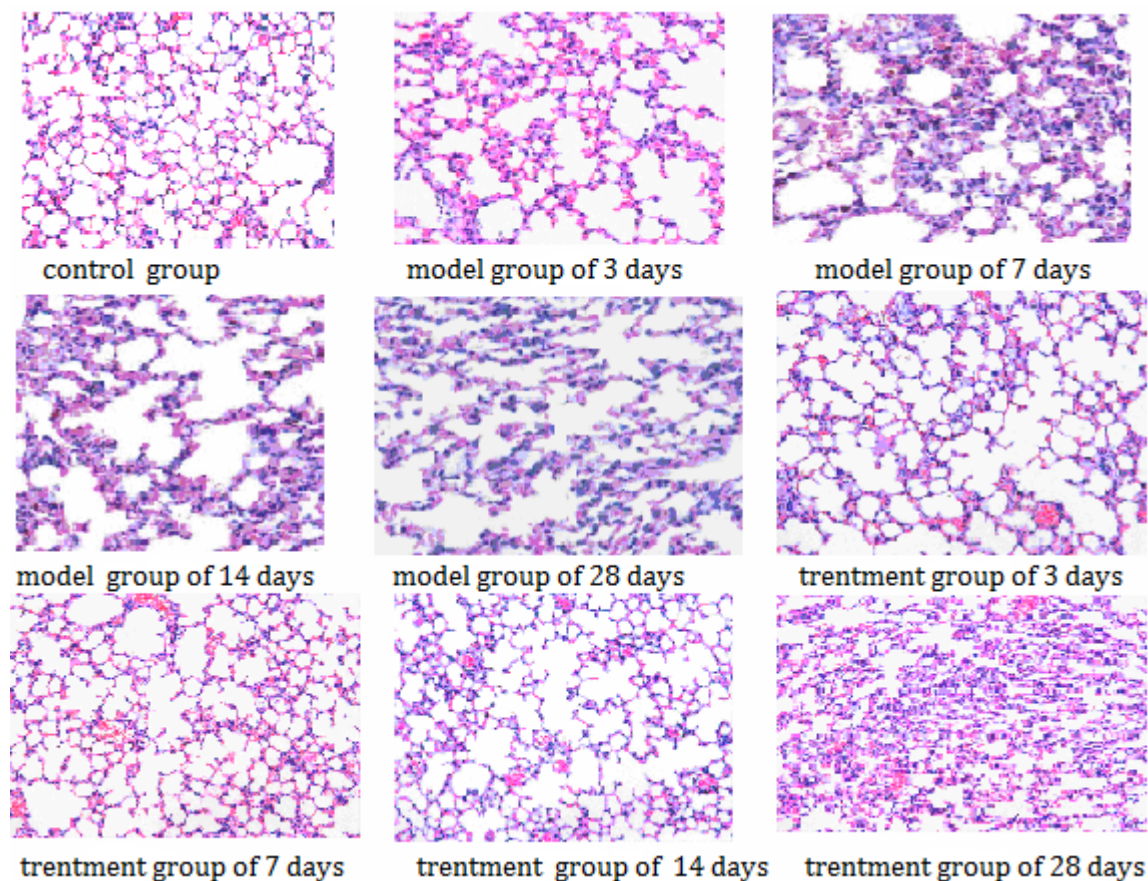 control group
model group of 3 days
model group of 7 days
model group of 14 days
model group of 28 days
trentment group of 3 days
trentment group of 7 days
trentment group of 14 days
trentment group of 28 days